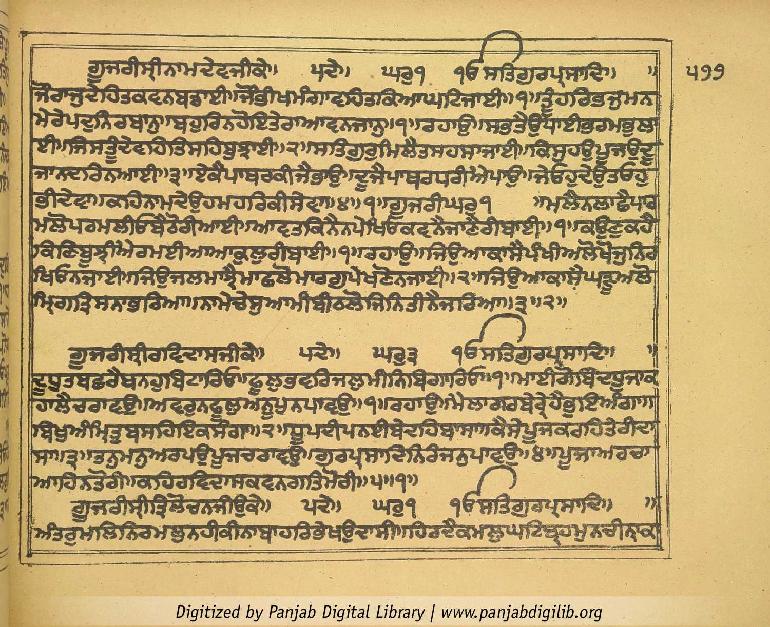 ਗੂਜਰੀਸ੍ਰੀਨਾਮਦੇਵਜੀਕੇ॥ ਪਦੇ॥ ਘਰੁ੧ ੴਸਤਿਗੁਰਪ੍ਰਸਾਦਿ॥ ॥ ੫੧੧
ਜੌਰਾਜੁਦੇਹਿਤਕਵਨਬਡਾਈ॥ਜੌਭੀਖਮੰਗਾਵਹਿਤਕਿਆਘਟਿਜਾਈ॥੧॥ਤੂੰਹਰਿਭਜੁਮਨ
ਮੇਰੇਪਦੁਨਿਰਬਾਨੁ॥ਬਹੁਰਿਨਹੋਇਤੇਰਾਆਵਨਜਾਨੁ॥੧॥ਰਹਾਉ॥ਸਭਤੈਉਪਾਈਭਰਮਭੁਲਾ
ਈ॥ਜਿਸਤੂੰਦੇਵਹਿਤਿਸਹਿਬੁਝਾਈ॥੨॥ਸਤਿਗੁਰੁਮਿਲੈਤਸਹਸਾਜਾਈ॥ਕਿਸੁਹਉਪੂਜਉਦੂ
ਜਾਨਦਰਿਨਆਈ॥੩॥ਏਕੈਪਾਥਰਕੀਜੈਭਾਉ॥ਦੂਜੈਪਾਥਰਧਰੀਐਪਾਉ॥ਜੇਓਹੁਦੇਉਤਓਹੁ
ਭੀਦੇਵਾ॥ਕਹਿਨਾਮਦੇਉਹਮਹਰਿਕੀਸੇਵਾ॥੪॥੧॥ਗੂਜਰੀਘਰੁ੧ ॥ਮਲੈਨਲਾਛੈਪਾਰ
ਮਲੋਪਰਮਲੀਓਬੈਠੋਰੀਆਈ॥ਆਵਤਕਿਨੈਨਪੇਖਿਓਕਵਨੈਜਾਣੈਰੀਬਾਈ॥੧॥ਕਉਣੁਕਹੈ
ਕਿਣਿਬੂਝੀਐਰਮਈਆਆਕੁਲੁਰੀਬਾਈ॥੧॥ਰਹਾਉ॥ਜਿਉਆਕਾਸੈਪੰਖੀਅਲੋਖੋਜੁਨਿਰ
ਖਿਓਨਜਾਈ॥ਜਿਉਜਲਮਾਝੈਮਾਛਲੋਮਾਰਗੁਪੇਖਣੋਨਜਾਈ॥੨॥ਜਿਉਆਕਾਸੈਘੜੂਅਲੋ
ਮ੍ਰਿਗਤ੍ਰਿਸਨਾਭਰਿਆ॥ਨਾਮੇਚੇਸੁਆਮੀਬੀਠਲੋਜਿਨਿਤੀਨੈਜਰਿਆ॥੩॥੨॥
ਗੂਜਰੀਸ੍ਰੀਰਵਿਦਾਸਜੀਕੇ॥ ਪਦੇ॥ ਘਰੁ੩ ੴਸਤਿਗੁਰਪ੍ਰਸਾਦਿ॥ ॥
ਦੂਧੁਤਬਛਰੈਥਨਹੁਬਿਟਾਰਿਓ॥ਫੂਲੁਭਵਰਿਜਲੁਮੀਨਿਬਿਗਾਰਿਓ॥੧॥ਮਾਈਗੋਬਿੰਦਪੂਜਾਕ
ਹਾਲੈਚਰਾਵਉ॥ਅਵਰੁਨਫੂਲੁਅਨੂਪੁਨਪਾਵਉ॥੧॥ਰਹਾਉ॥ਮੈਲਾਗਰਬੇਰ੍ਹੇਹੈਭੁਇਅੰਗਾ॥
ਬਿਖੁਅੰਮ੍ਰਿਤੁਬਸਹਿਇਕਸੰਗਾ॥੨॥ਧੂਪਦੀਪਨਈਬੇਦਹਿਬਾਸਾ॥ਕੈਸੇਪੂਜਕਰਹਿਤੇਰੀਦਾ
ਸਾ॥੩॥ਤਨੁਮਨੁਅਰਪਉਪੂਜਚਰਾਵਉ॥ਗੁਰਪ੍ਰਸਾਦਿਨਿਰੰਜਨੁਪਾਵਉ॥੪॥ਪੂਜਾਅਰਚਾ
ਆਹਿਨਤੋਰੀ॥ਕਹਿਰਵਿਦਾਸਕਵਨਗਤਿਮੋਰੀ॥੫॥੧॥
ਗੂਜਰੀਸ੍ਰੀਤ੍ਰਿਲੋਚਨਜੀਉਕੇ॥ ਪਦੇ॥ ਘਰੁ੧ ੴਸਤਿਗੁਰਪ੍ਰਸਾਦਿ॥ ॥
ਅੰਤਰੁਮਲਿਨਿਰਮਲੁਨਹੀਕੀਨਾਬਾਹਰਿਭੇਖਉਦਾਸੀ॥ਹਿਰਦੈਕਮਲੁਘਟਿਬ੍ਰਹਮੁਨਚੀਨ੍ਹਾਕ
Digitized by Panjab Digital Library | www.panjabdigilib.org